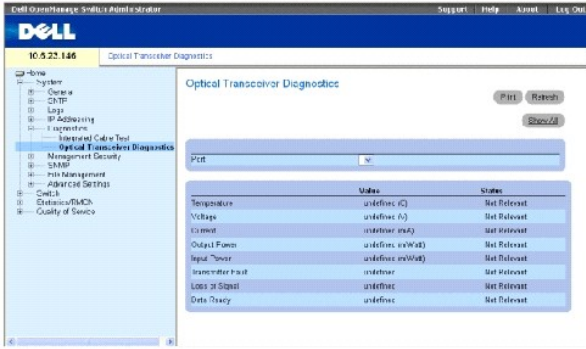 Dell OpenManage Switch Administrator
Support Help About Log Out
DELL
10.6.23.146
Optical Transceiver Diagnostics
Home
System
General
SNTP
Logs
IP Addressing
Diagnostics
Integrated Cable Test
Optical Transceiver Diagnostics
Management Security
SNMP
File Management
Advanced Settings
Switch
Statistics/RMON
Quality of Service
Optical Transceiver Diagnostics
Print Refresh
Show All
Port
Value Status
Temperature undefined (C) Not Relevant
Voltage undefined (V) Not Relevant
Current undefined (mA) Not Relevant
Output Power undefined (mWatt) Not Relevant
Input Power undefined (mWatt) Not Relevant
Transmitter Fault undefined Not Relevant
Loss of Signal undefined Not Relevant
Data Ready undefined Not Relevant